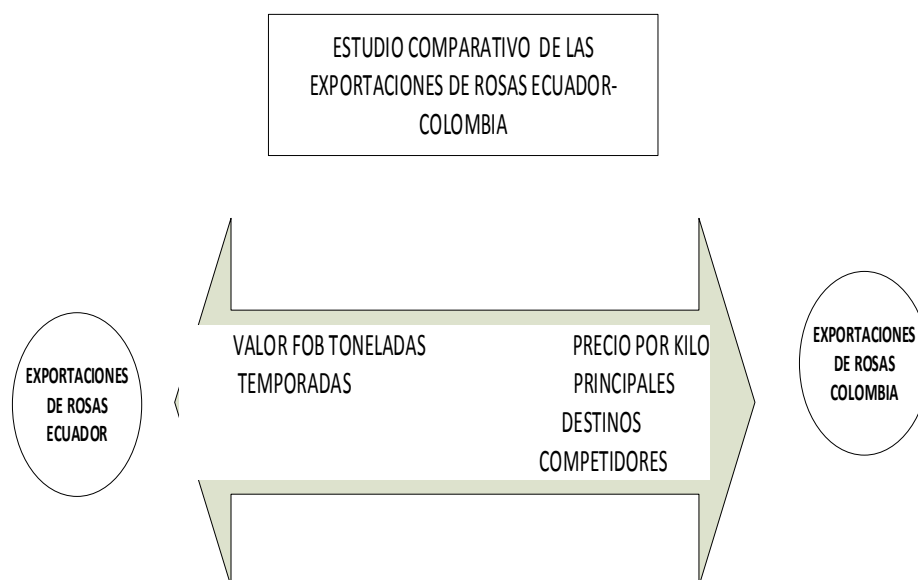 ESTUDIO COMPARATIVO DE LAS
EXPORTACIONES DE ROSAS ECUADOR-
COLOMBIA
EXPORTACIONES
DE ROSAS
ECUADOR
VALOR FOB TONELADAS
TEMPORADAS
PRECIO POR KILO
PRINCIPALES
DESTINOS
COMPETIDORES
EXPORTACIONES
DE ROSAS
COLOMBIA